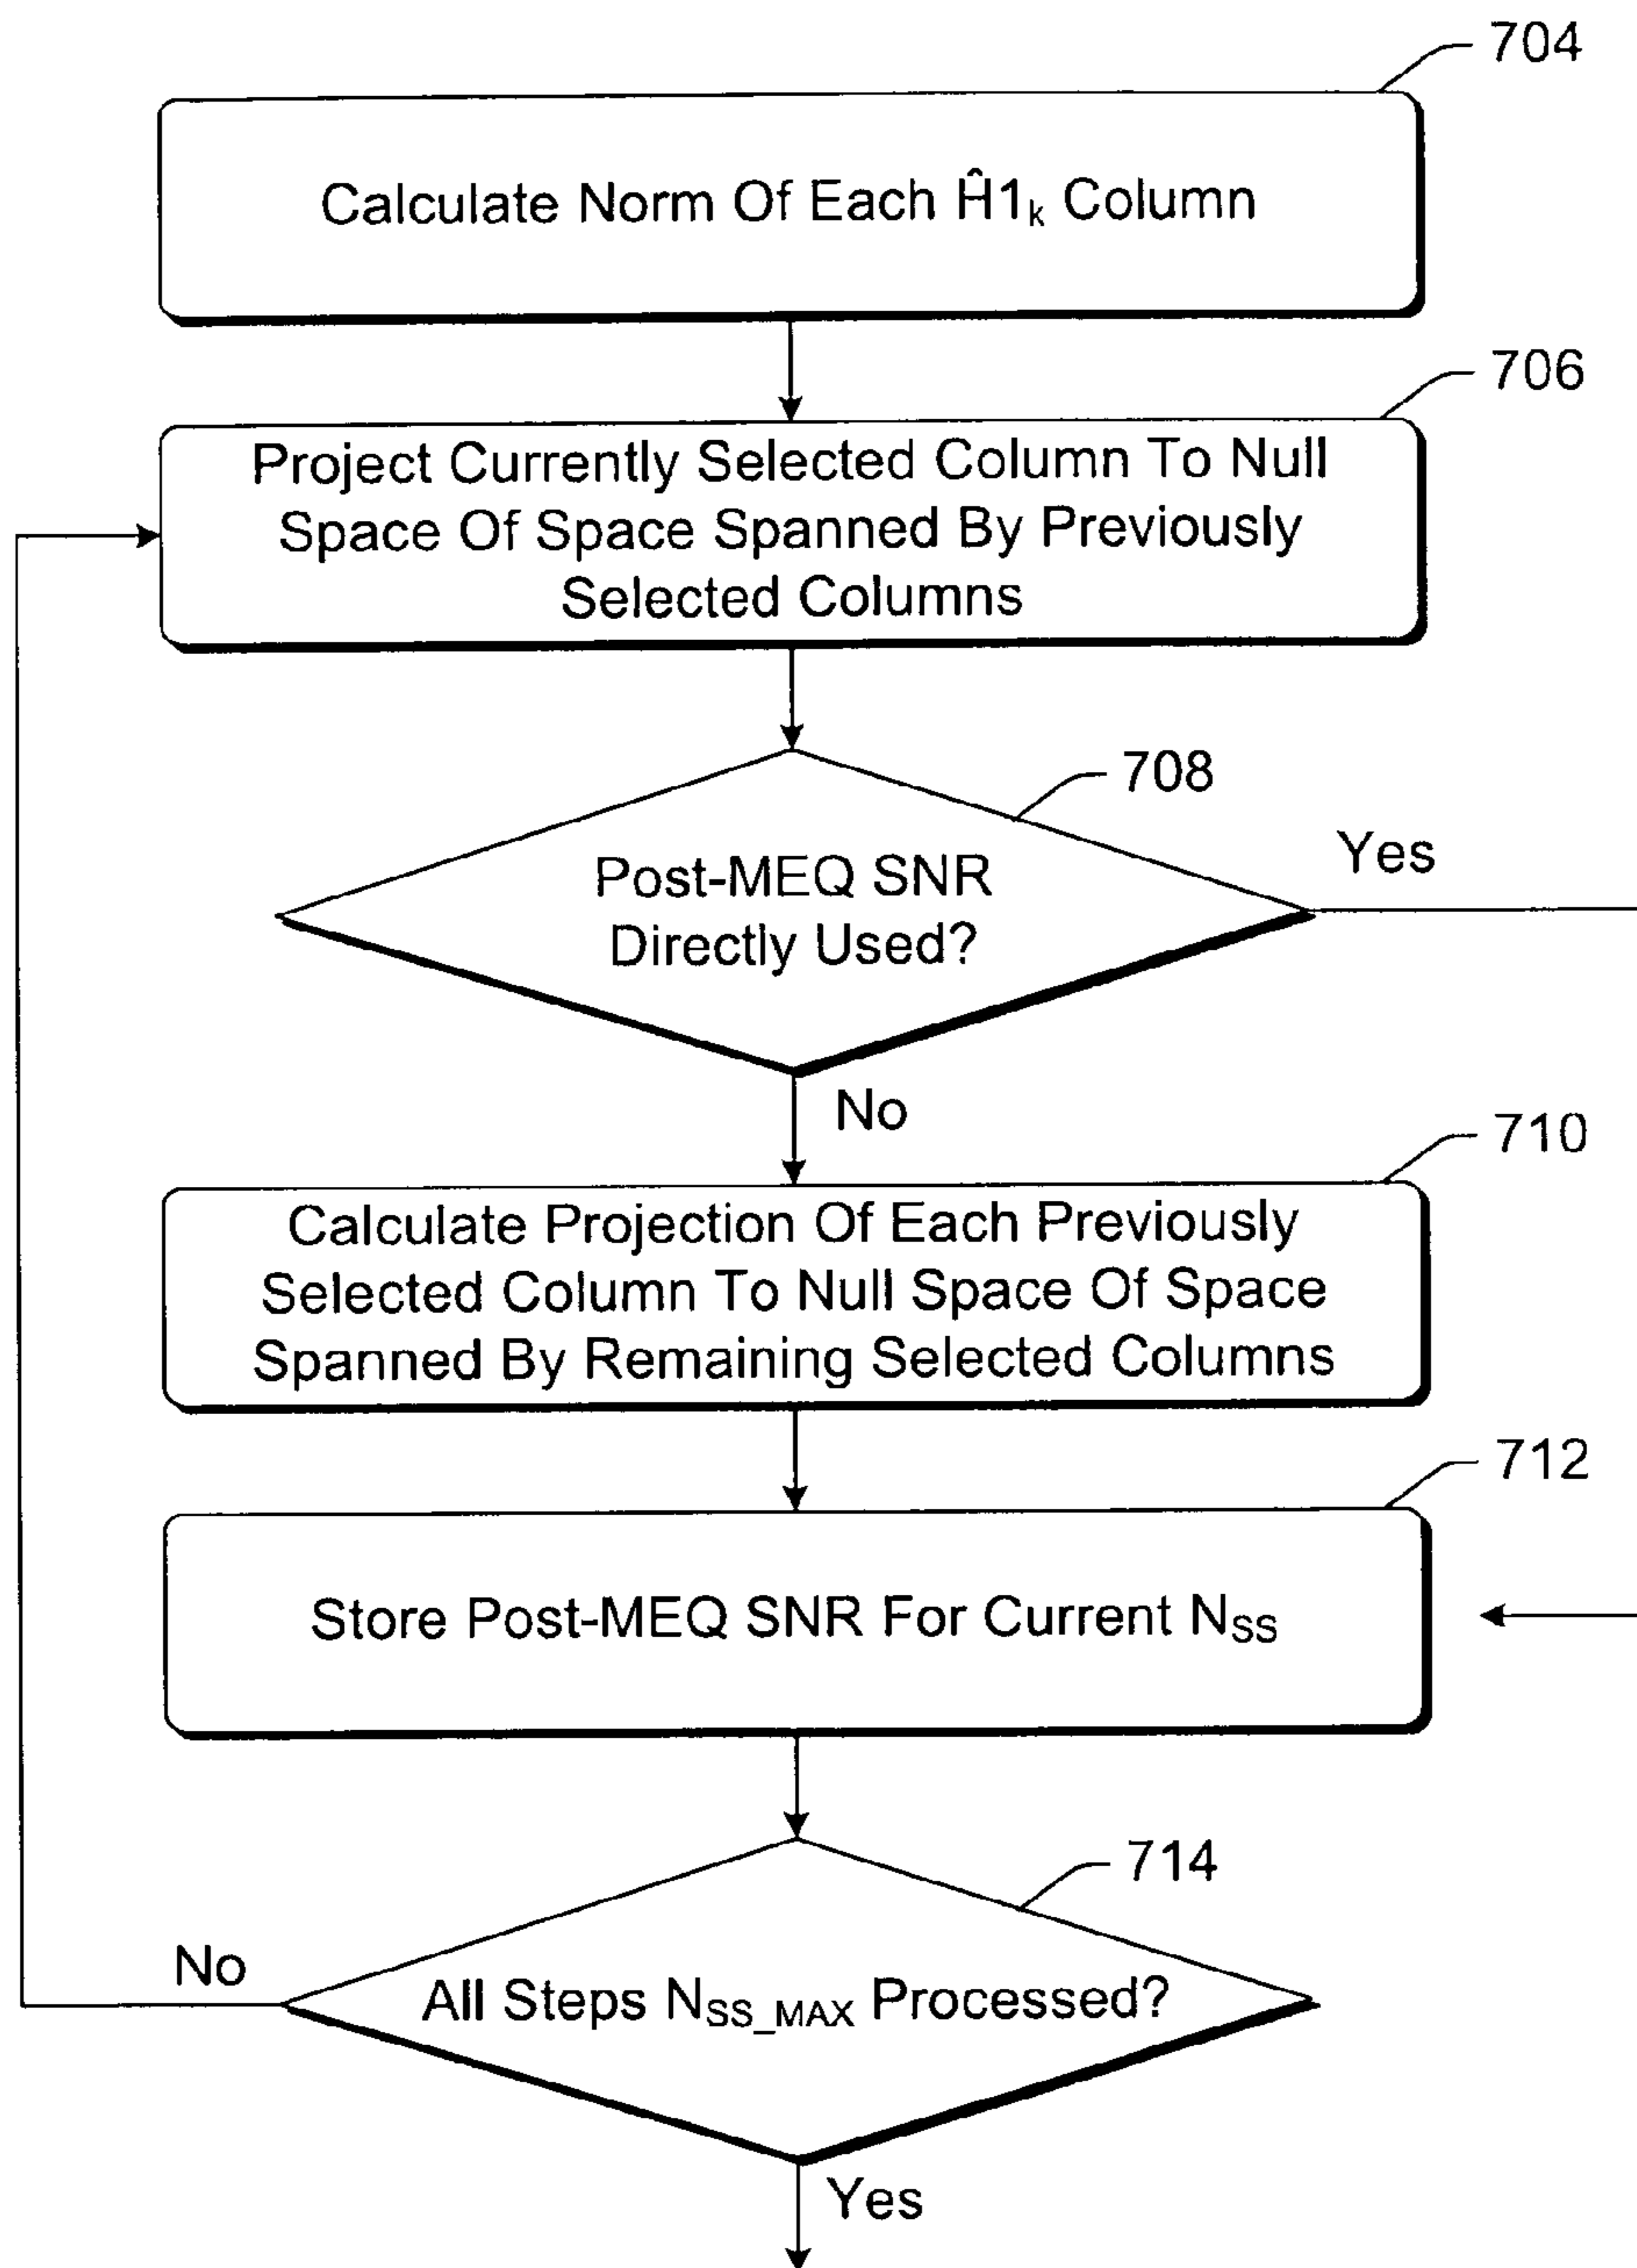 704
Calculate Norm Of Each Ĥ1ₖ Column
706
Project Currently Selected Column To Null
Space Of Space Spanned By Previously
Selected Columns
708
Post-MEQ SNR
Directly Used?
Yes
No
710
Calculate Projection Of Each Previously
Selected Column To Null Space Of Space
Spanned By Remaining Selected Columns
712
Store Post-MEQ SNR For Current N_SS
714
No
All Steps N_SS_MAX Processed?
Yes